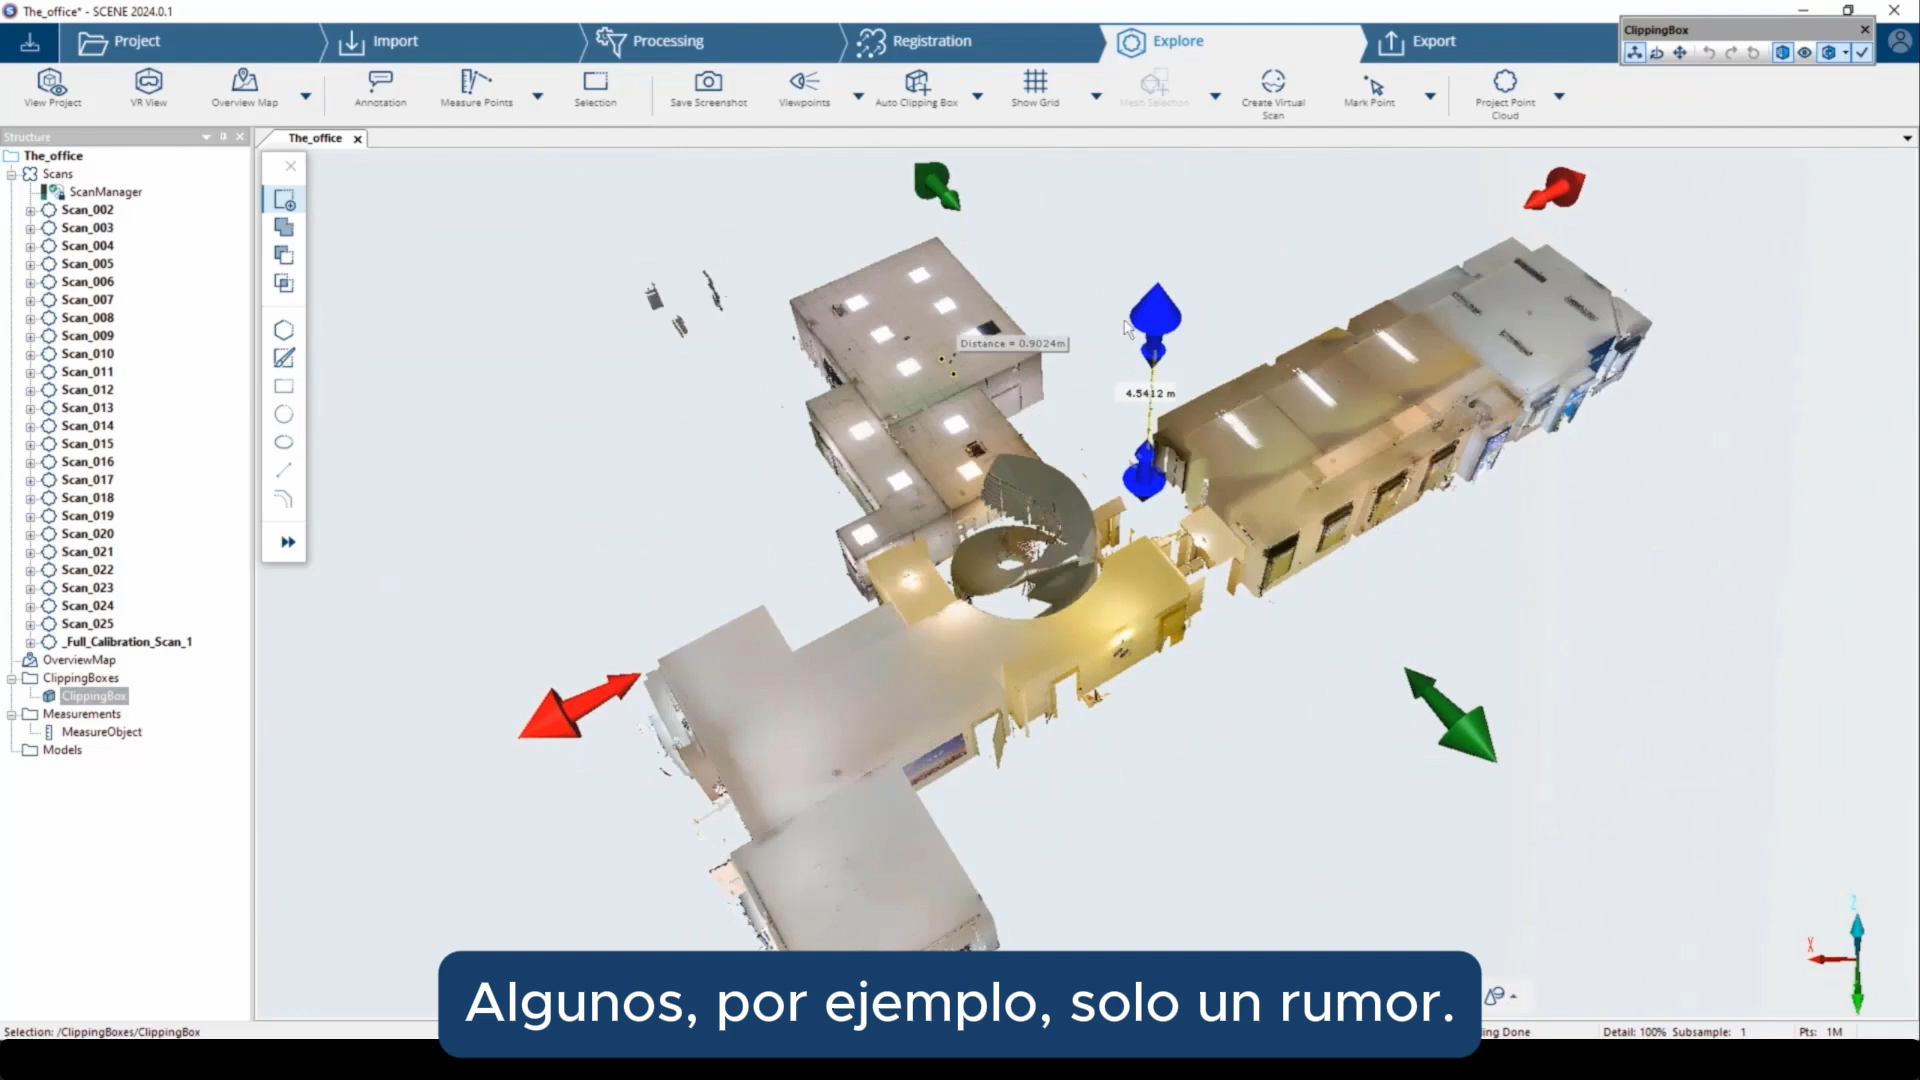 The_office* - SCENE 2024.0.1
Project
Import
Processing
Registration
Explore
Export
ClippingBox
View Project
VR View
Overview Map
Annotation
Measure Points
Selection
Save Screenshot
Viewpoints
Auto Clipping Box
Show Grid
Mesh Selection
Create Virtual
Scan
Mark Point
Project Point
Cloud
Structure
The_office
The_office
Scans
ScanManager
Scan_002
Scan_003
Scan_004
Scan_005
Scan_006
Scan_007
Scan_008
Scan_009
Scan_010
Scan_011
Scan_012
Scan_013
Scan_014
Scan_015
Scan_016
Scan_017
Scan_018
Scan_019
Scan_020
Scan_021
Scan_022
Scan_023
Scan_024
Scan_025
_Full_Calibration_Scan_1
OverviewMap
ClippingBoxes
ClippingBox
Measurements
MeasureObject
Models
Distance = 0.9024m
4.5412 m
Z
X
Algunos, por ejemplo, solo un rumor.
Selection: /ClippingBoxes/ClippingBox
ing Done
Detail: 100% Subsample: 1
Pts: 1M